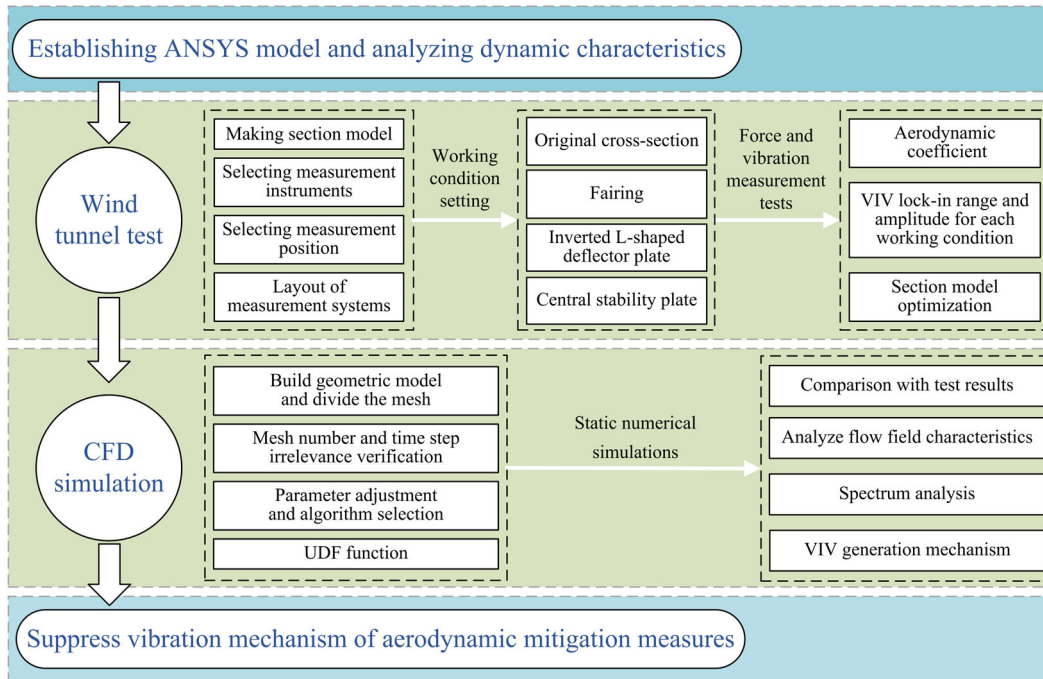 Establishing ANSYS model and analyzing dynamic characteristics
Wind
tunnel test
Making section model
Selecting measurement
instruments
Selecting measurement
position
Layout of
measurement systems
Working
condition
setting
Original cross-section
Fairing
Inverted L-shaped
deflector plate
Central stability plate
Force and
vibration
measurement
tests
Aerodynamic
coefficient
VIV lock-in range and
amplitude for each
working condition
Section model
optimization
CFD
simulation
Build geometric model
and divide the mesh
Mesh number and time step
irrelevance verification
Parameter adjustment
and algorithm selection
UDF function
Static numerical
simulations
Comparison with test results
Analyze flow field characteristics
Spectrum analysis
VIV generation mechanism
Suppress vibration mechanism of aerodynamic mitigation measures